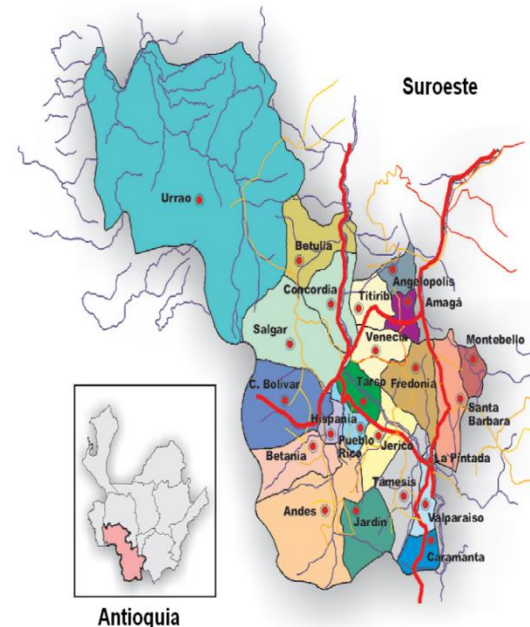 Suroeste
Urrao
Betulia
Angelopolis
Concordia
Titiribi
Amagá
Salgar
Venecia
Montebello
C. Bolivar
Tarso
Fredonia
Hispania
Santa
Barbara
Pueblo
Rico
Jerico
Betania
La Pintada
Tamesis
Andes
Jardin
Valparaiso
Caramanta
Antioquia